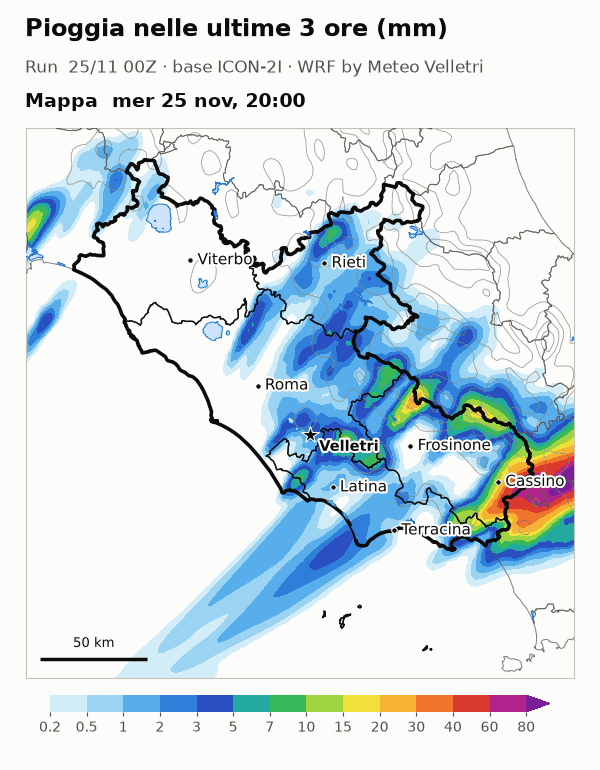 Pioggia nelle ultime 3 ore (mm)
Run  25/11 00Z · base ICON-2I · WRF by Meteo Velletri
Mappa  mer 25 nov, 20:00
Viterbo
Rieti
Roma
Velletri
Frosinone
Latina
Cassino
Terracina
50 km
0.2 0.5 1 2 3 5 7 10 15 20 30 40 60 80